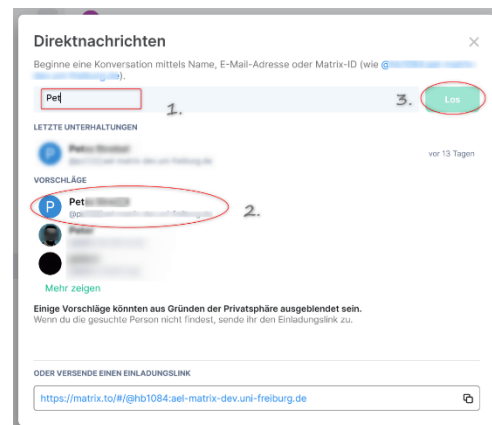 Direktnachrichten
Beginne eine Konversation mittels Name, E-Mail-Adresse oder Matrix-ID (wie @
).
Pet
1.
3.
Los
LETZTE UNTERHALTUNGEN
P
vor 13 Tagen
VORSCHLÄGE
P
Pet
2.
Mehr zeigen
Einige Vorschläge könnten aus Gründen der Privatsphäre ausgeblendet sein.
Wenn du die gesuchte Person nicht findest, sende ihr den Einladungslink zu.
ODER VERSENDE EINEN EINLADUNGSLINK
https://matrix.to/#/@hb1084:ael-matrix-dev.uni-freiburg.de